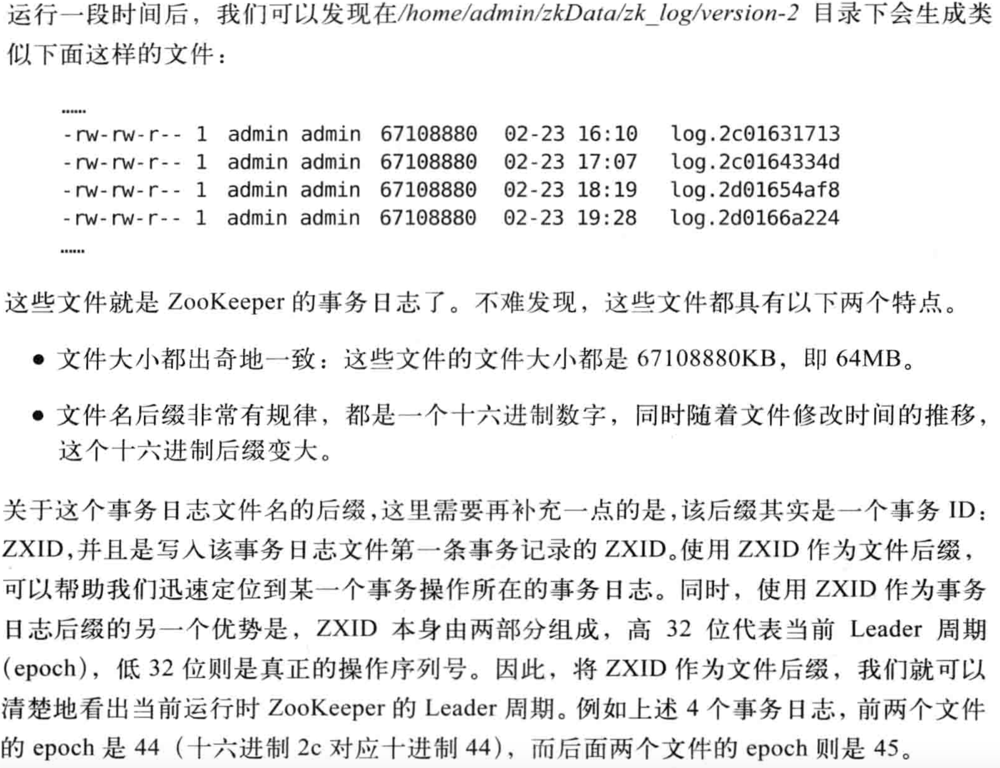 运行一段时间后，我们可以发现在/home/admin/zkData/zk_log/version-2 目录下会生成类
似下面这样的文件：
……
-rw-rw-r-- 1 admin admin 67108880 02-23 16:10 log.2c01631713
-rw-rw-r-- 1 admin admin 67108880 02-23 17:07 log.2c0164334d
-rw-rw-r-- 1 admin admin 67108880 02-23 18:19 log.2d01654af8
-rw-rw-r-- 1 admin admin 67108880 02-23 19:28 log.2d0166a224
……
这些文件就是 ZooKeeper 的事务日志了。不难发现，这些文件都具有以下两个特点。
● 文件大小都出奇地一致：这些文件的文件大小都是 67108880KB，即 64MB。
● 文件名后缀非常有规律，都是一个十六进制数字，同时随着文件修改时间的推移，
这个十六进制后缀变大。
关于这个事务日志文件名的后缀,这里需要再补充一点的是,该后缀其实是一个事务 ID：
ZXID,并且是写入该事务日志文件第一条事务记录的 ZXID。使用 ZXID 作为文件后缀，
可以帮助我们迅速定位到某一个事务操作所在的事务日志。同时，使用 ZXID 作为事务
日志后缀的另一个优势是，ZXID 本身由两部分组成，高 32 位代表当前 Leader 周期
(epoch)，低 32 位则是真正的操作序列号。因此，将 ZXID 作为文件后缀，我们就可以
清楚地看出当前运行时 ZooKeeper 的 Leader 周期。例如上述 4 个事务日志，前两个文件
的 epoch 是 44（十六进制 2c 对应十进制 44），而后面两个文件的 epoch 则是 45。